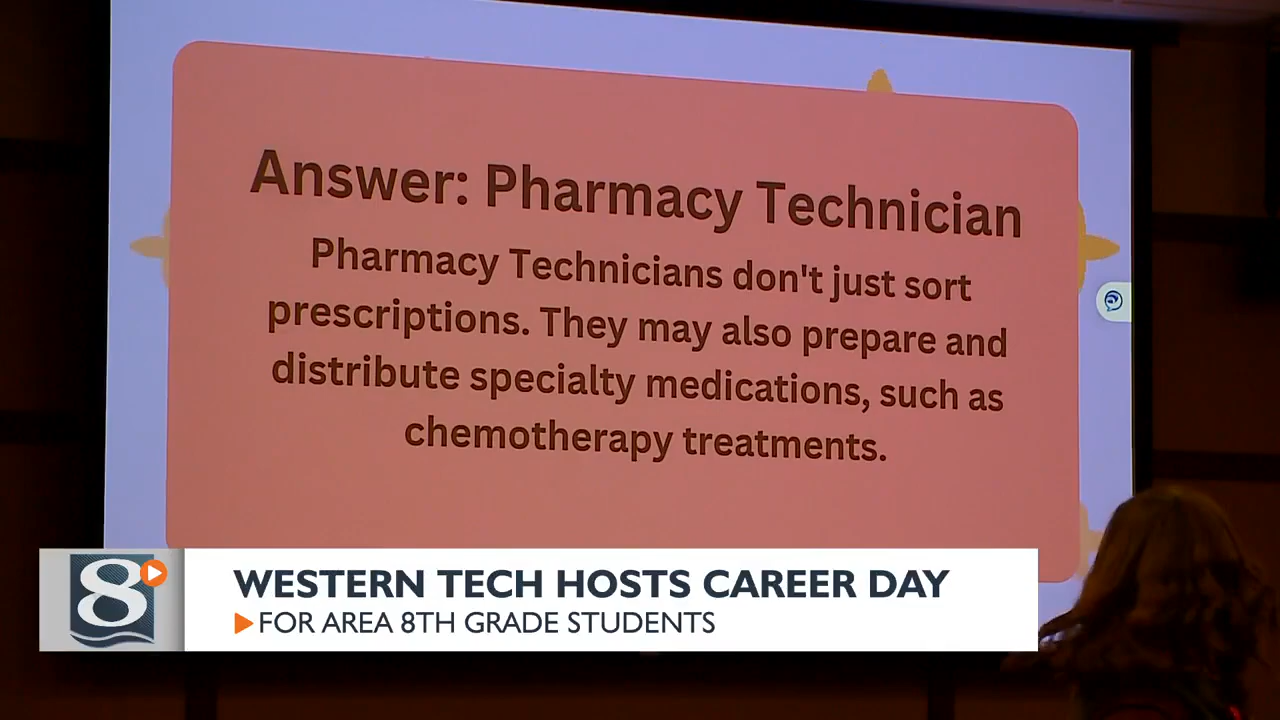 Answer: Pharmacy Technician
Pharmacy Technicians don't just sort
prescriptions. They may also prepare and
distribute specialty medications, such as
chemotherapy treatments.
8
WESTERN TECH HOSTS CAREER DAY
FOR AREA 8TH GRADE STUDENTS